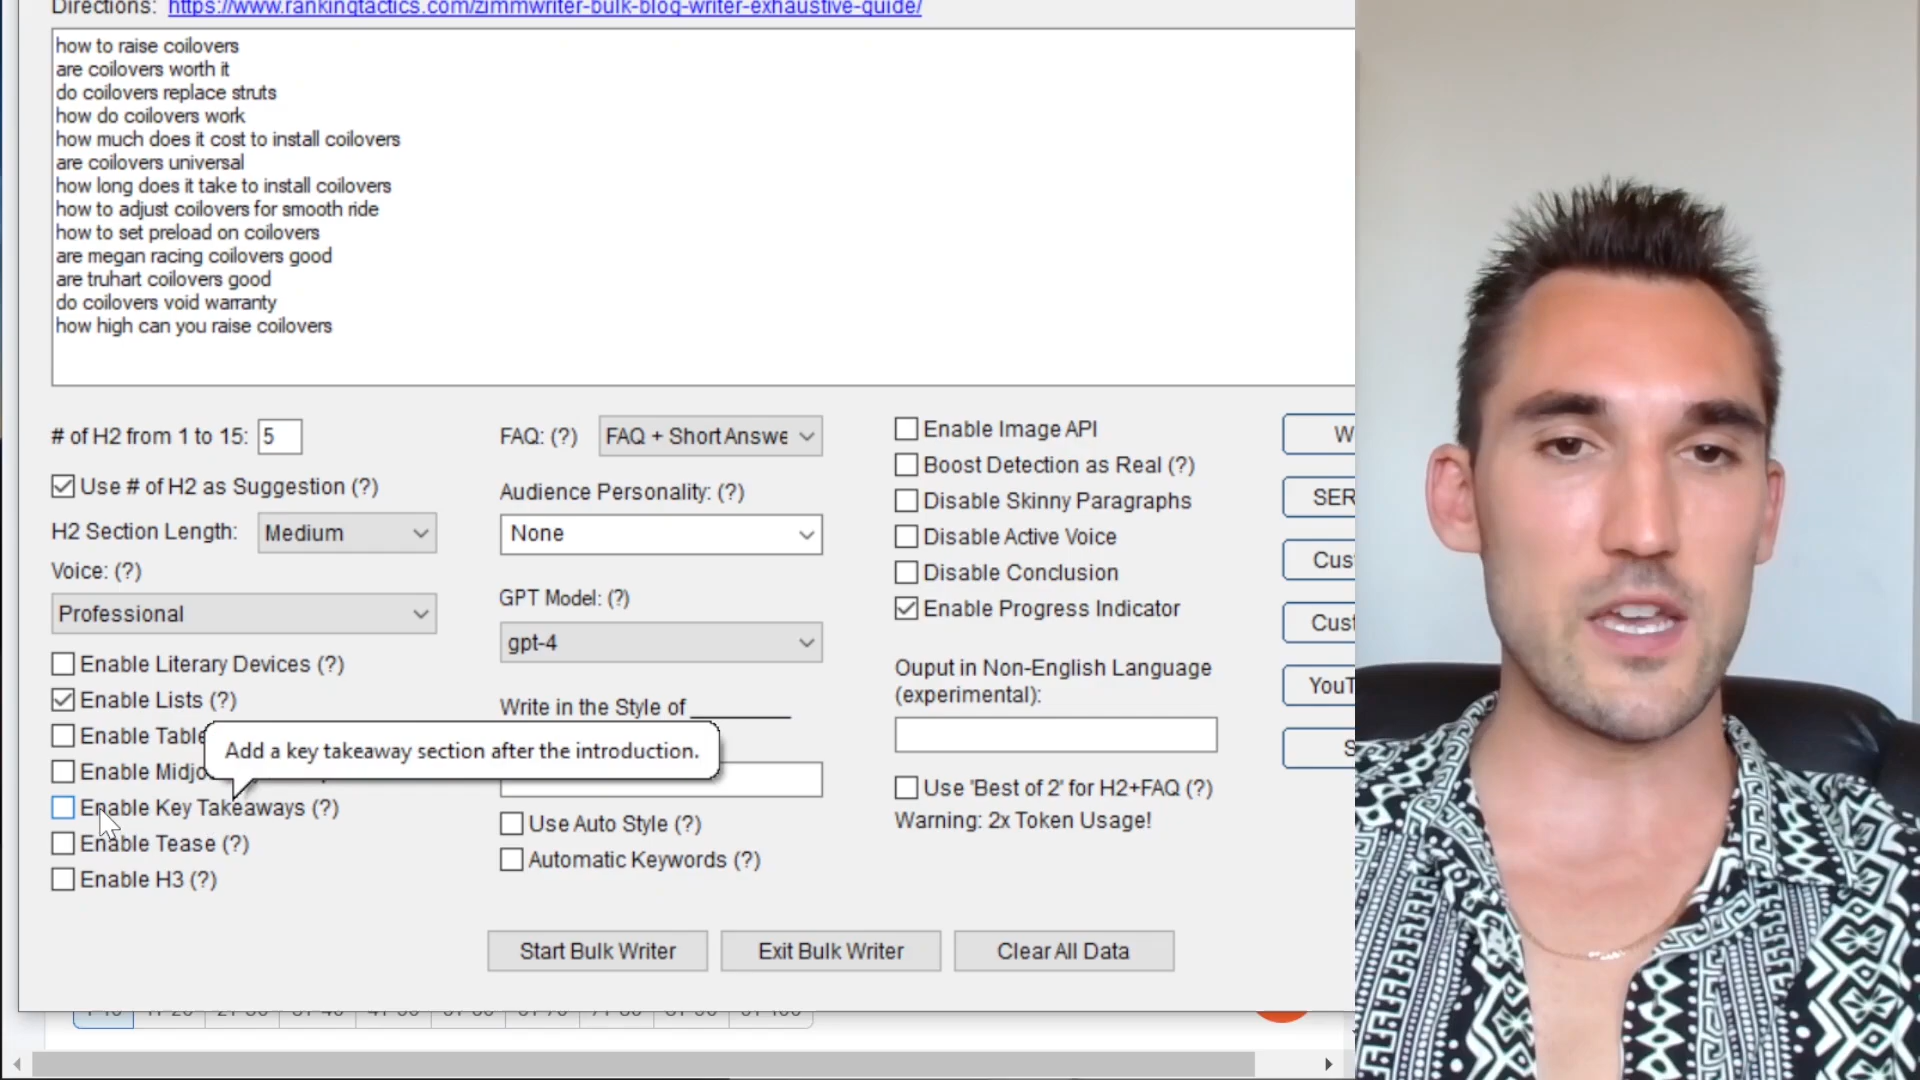 Directions: https://www.rankingtactics.com/zimmwriter-bulk-blog-writer-exhaustive-guide/
how to raise coilovers
are coilovers worth it
do coilovers replace struts
how do coilovers work
how much does it cost to install coilovers
are coilovers universal
how long does it take to install coilovers
how to adjust coilovers for smooth ride
how to set preload on coilovers
are megan racing coilovers good
are truhart coilovers good
do coilovers void warranty
how high can you raise coilovers
# of H2 from 1 to 15: 5
Use # of H2 as Suggestion (?)
H2 Section Length: Medium
Voice: (?)
Professional
Enable Literary Devices (?)
Enable Lists (?)
Enable Table
Enable Midjo
Add a key takeaway section after the introduction.
Enable Key Takeaways (?)
Enable Tease (?)
Enable H3 (?)
FAQ: (?) FAQ + Short Answe
Audience Personality: (?)
None
GPT Model: (?)
gpt-4
Write in the Style of
Use Auto Style (?)
Automatic Keywords (?)
Enable Image API
Boost Detection as Real (?)
Disable Skinny Paragraphs
Disable Active Voice
Disable Conclusion
Enable Progress Indicator
Ouput in Non-English Language
(experimental):
Use 'Best of 2' for H2+FAQ (?)
Warning: 2x Token Usage!
W
SER
Cus
Cust
YouT
S
Start Bulk Writer
Exit Bulk Writer
Clear All Data